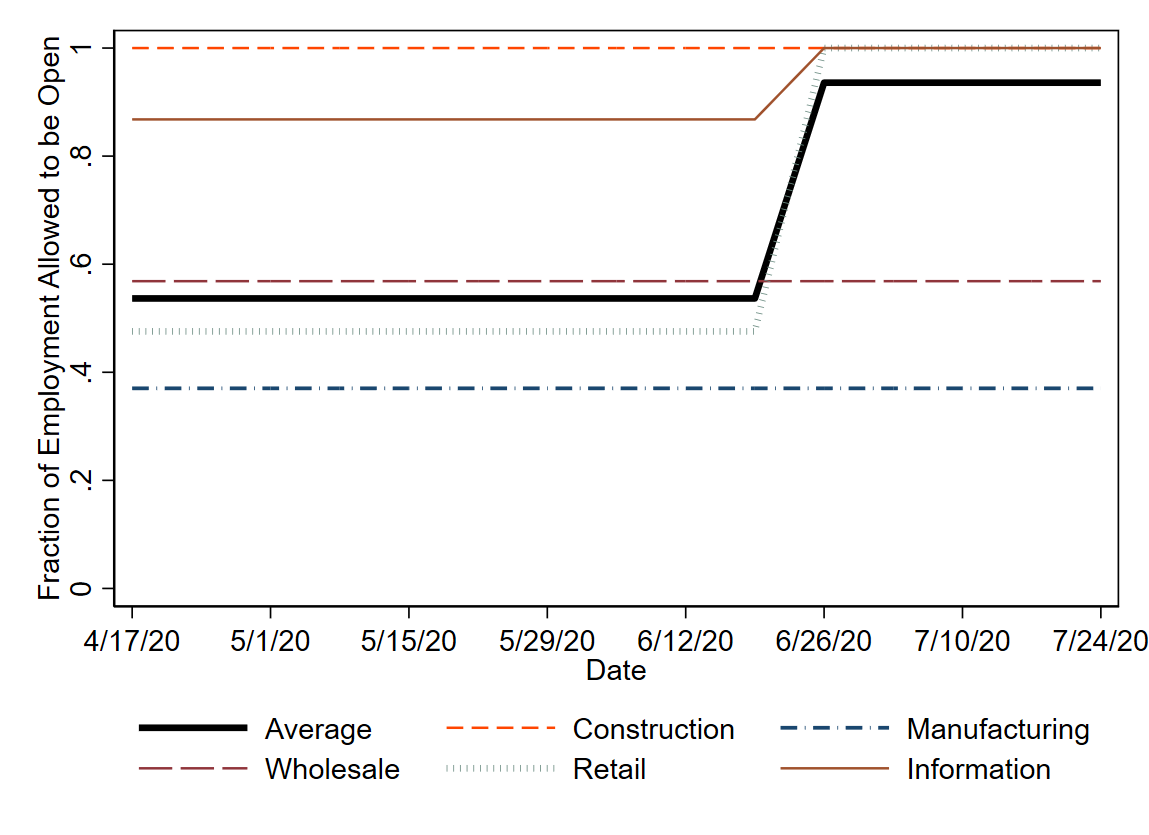 Fraction of Employment Allowed to be Open
1
.8
.6
.4
.2
0
4/17/20 5/1/20 5/15/20 5/29/20 6/12/20 6/26/20 7/10/20 7/24/20
Date
Average Construction Manufacturing
Wholesale Retail Information